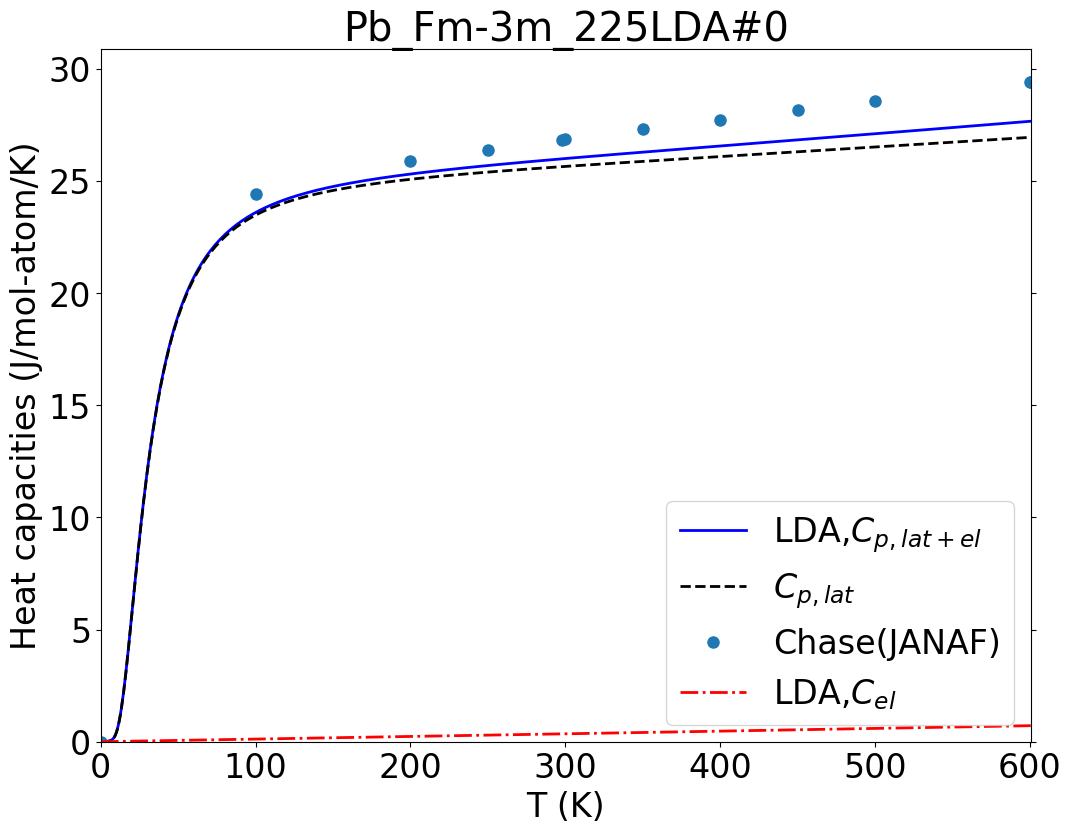 Pb_Fm-3m_225LDA#0
Heat capacities (J/mol-atom/K)
30
25
20
15
10
5
0
LDA,C_{p, lat+el}
C_{p, lat}
Chase(JANAF)
LDA,C_{el}
0 100 200 300 400 500 600
T (K)